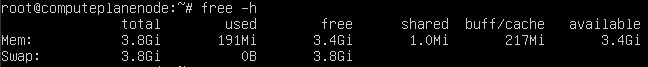 root@computeplanenode:~# free -h
total used free shared buff/cache available
Mem: 3.8Gi 191Mi 3.4Gi 1.0Mi 217Mi 3.4Gi
Swap: 3.8Gi 0B 3.8Gi